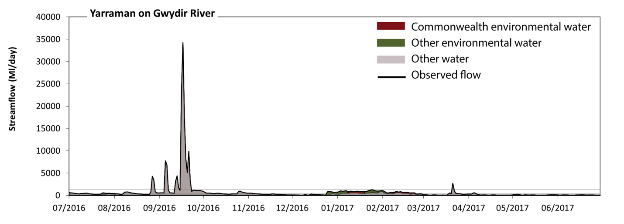 Yarraman on Gwydir River
Streamflow (Ml/day)
40000
35000
30000
25000
20000
15000
10000
5000
0
Commonwealth environmental water
Other environmental water
Other water
Observed flow
07/2016 08/2016 09/2016 10/2016 11/2016 12/2016 01/2017 02/2017 03/2017 04/2017 05/2017 06/2017